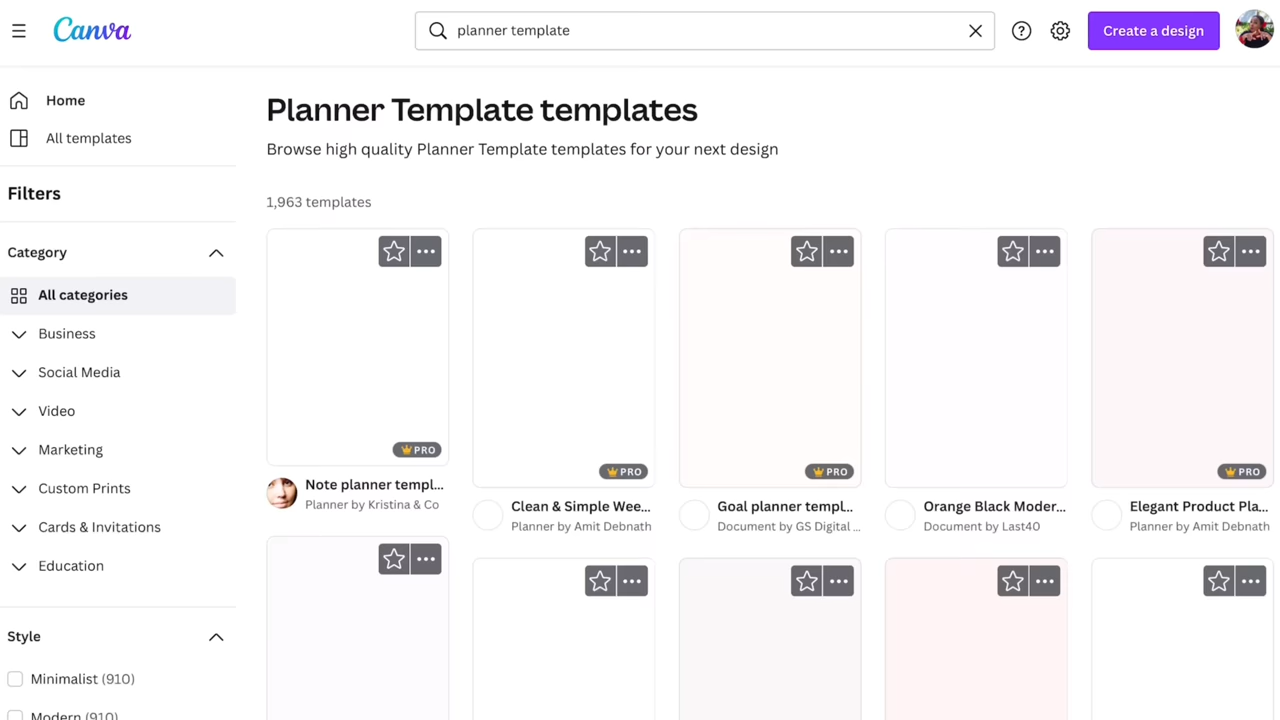 Canva
planner template
Create a design
Home
All templates
Filters
Category
All categories
Business
Social Media
Video
Marketing
Custom Prints
Cards & Invitations
Education
Style
Minimalist (910)
Modern (910)
Planner Template templates
Browse high quality Planner Template templates for your next design
1,963 templates
PRO
Note planner templ...
Planner by Kristina & Co
PRO
Clean & Simple Wee...
Planner by Amit Debnath
PRO
Goal planner templ...
Document by GS Digital ...
Orange Black Moder...
Document by Last40
PRO
Elegant Product Pla...
Planner by Amit Debnath